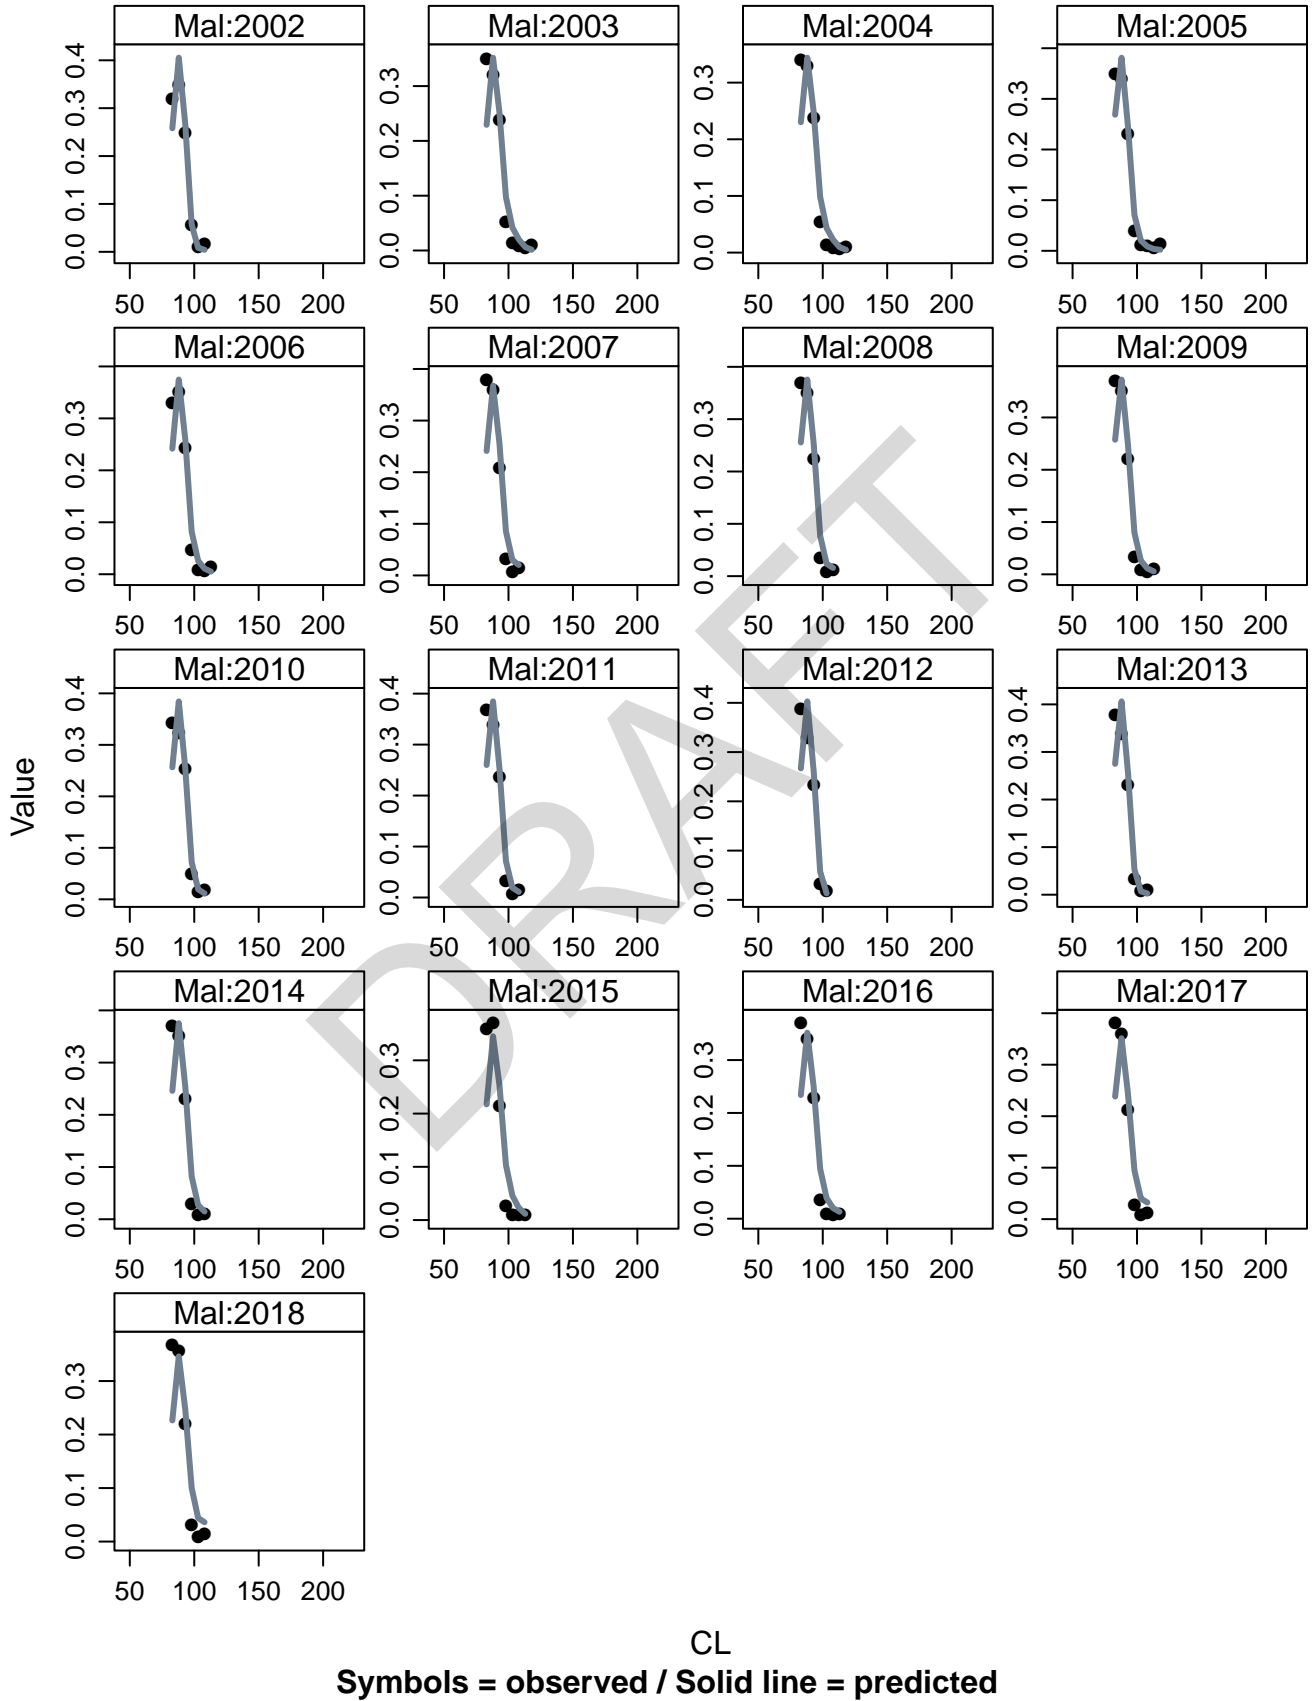 Mal:2002 Mal:2003 Mal:2004 Mal:2005
0.0 0.1 0.2 0.3 0.4
0.0 0.1 0.2 0.3
0.0 0.1 0.2 0.3
0.0 0.1 0.2 0.3
50 100 150 200 50 100 150 200 50 100 150 200 50 100 150 200
Mal:2006 Mal:2007 Mal:2008 Mal:2009
0.0 0.1 0.2 0.3
0.0 0.1 0.2 0.3
0.0 0.1 0.2 0.3
0.0 0.1 0.2 0.3
50 100 150 200 50 100 150 200 50 100 150 200 50 100 150 200
Mal:2010 Mal:2011 Mal:2012 Mal:2013
0.0 0.1 0.2 0.3 0.4
0.0 0.1 0.2 0.3 0.4
0.0 0.1 0.2 0.3 0.4
0.0 0.1 0.2 0.3 0.4
50 100 150 200 50 100 150 200 50 100 150 200 50 100 150 200
Value
DRAFT
Mal:2014 Mal:2015 Mal:2016 Mal:2017
0.0 0.1 0.2 0.3
0.0 0.1 0.2 0.3
0.0 0.1 0.2 0.3
0.0 0.1 0.2 0.3
50 100 150 200 50 100 150 200 50 100 150 200 50 100 150 200
Mal:2018
0.0 0.1 0.2 0.3
50 100 150 200
CL
Symbols = observed / Solid line = predicted